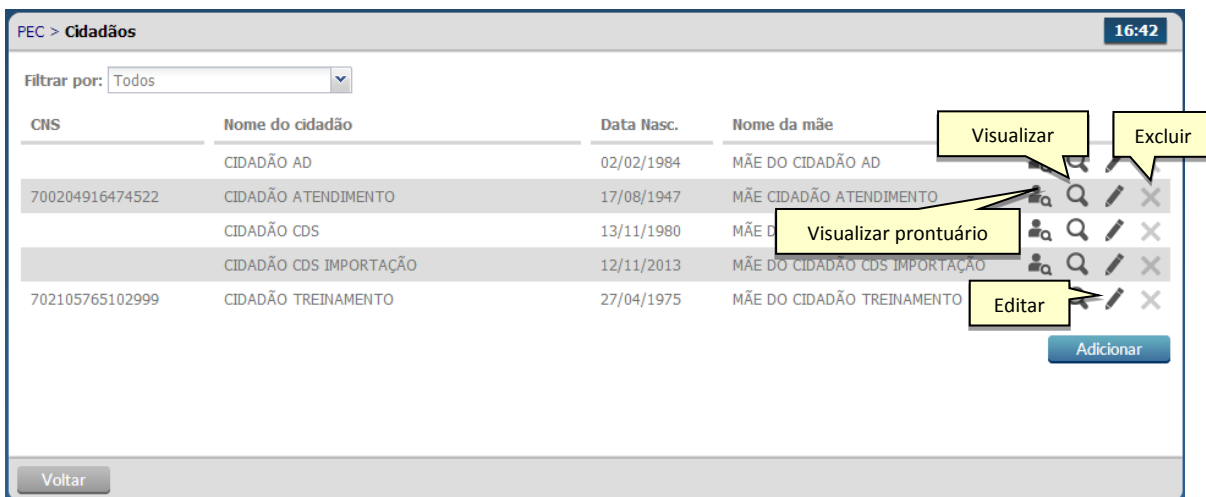 PEC > Cidadãos 16:42
Filtrar por: Todos
CNS Nome do cidadão Data Nasc. Nome da mãe
Visualizar
Excluir
CIDADÃO AD 02/02/1984 MÃE DO CIDADÃO AD
700204916474522 CIDADÃO ATENDIMENTO 17/08/1947 MÃE CIDADÃO ATENDIMENTO
CIDADÃO CDS 13/11/1980 MÃE
Visualizar prontuário
CIDADÃO CDS IMPORTAÇÃO 12/11/2013 MÃE DO CIDADÃO CDS IMPORTAÇÃO
702105765102999 CIDADÃO TREINAMENTO 27/04/1975 MÃE DO CIDADÃO TREINAMENTO
Editar
Adicionar
Voltar